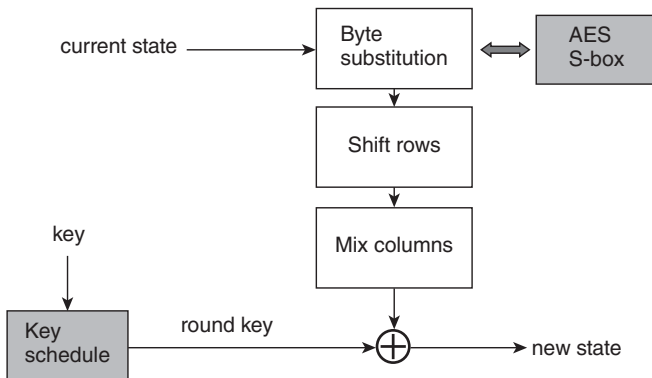 current state
Byte
substitution
AES
S-box
Shift rows
Mix columns
key
Key
schedule
round key
new state